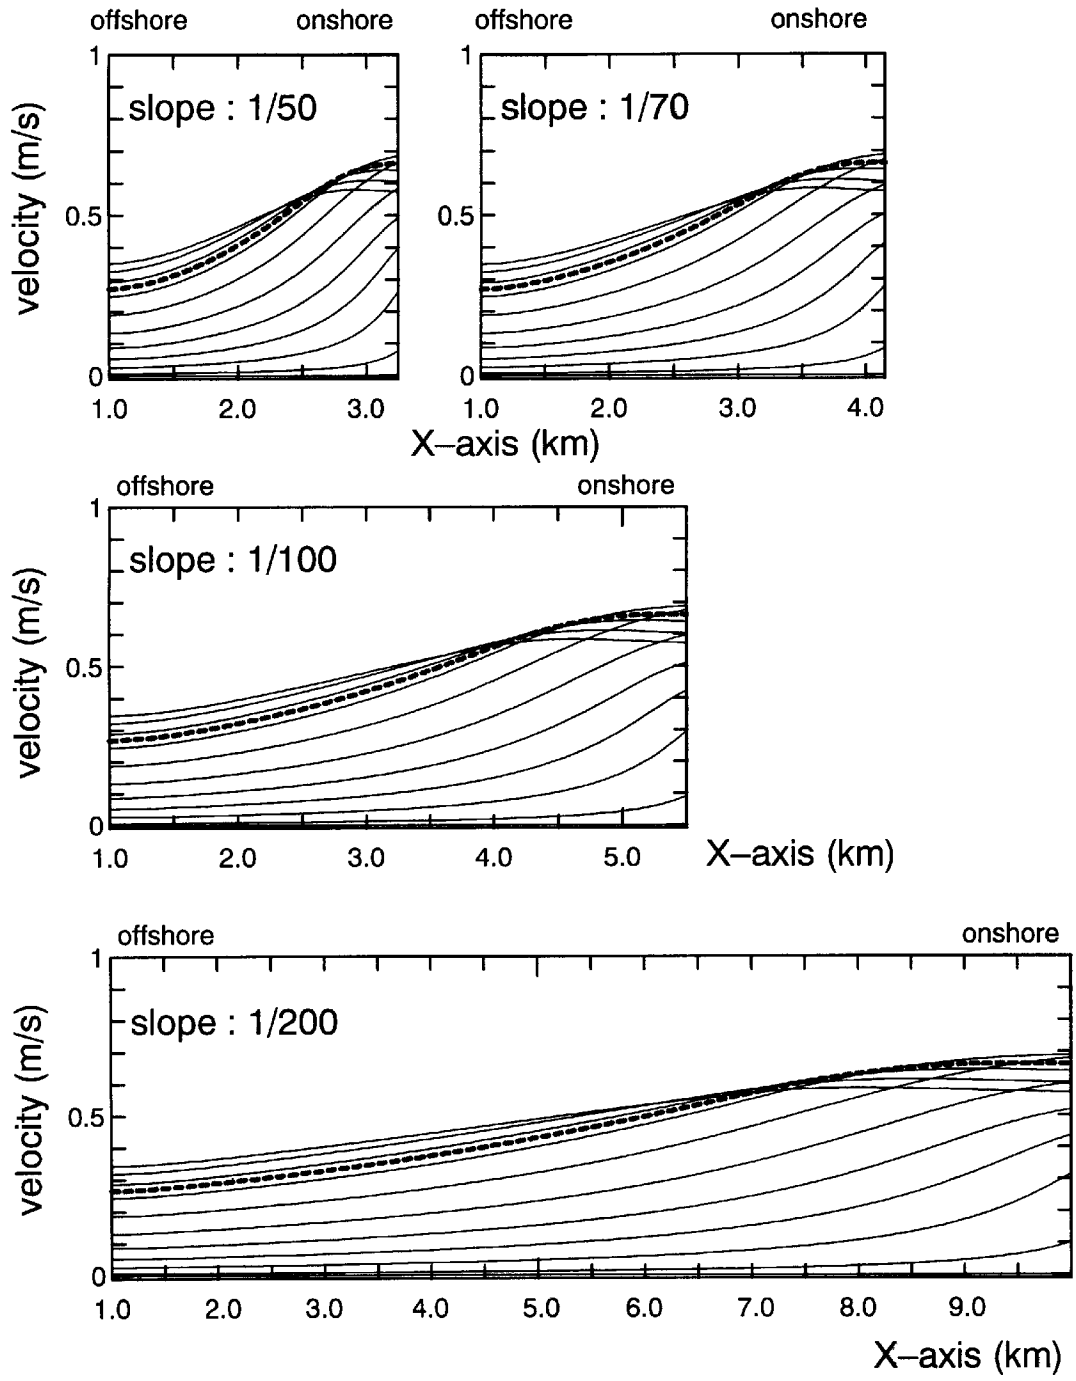 offshore onshore offshore onshore
1 1
slope : 1/50 slope : 1/70
velocity (m/s)
0.5 0.5
0 0
1.0 2.0 3.0 1.0 2.0 3.0 4.0
X–axis (km)
offshore onshore
1
slope : 1/100
velocity (m/s)
0.5
0
1.0 2.0 3.0 4.0 5.0 X–axis (km)
offshore onshore
1
slope : 1/200
velocity (m/s)
0.5
0
1.0 2.0 3.0 4.0 5.0 6.0 7.0 8.0 9.0
X–axis (km)